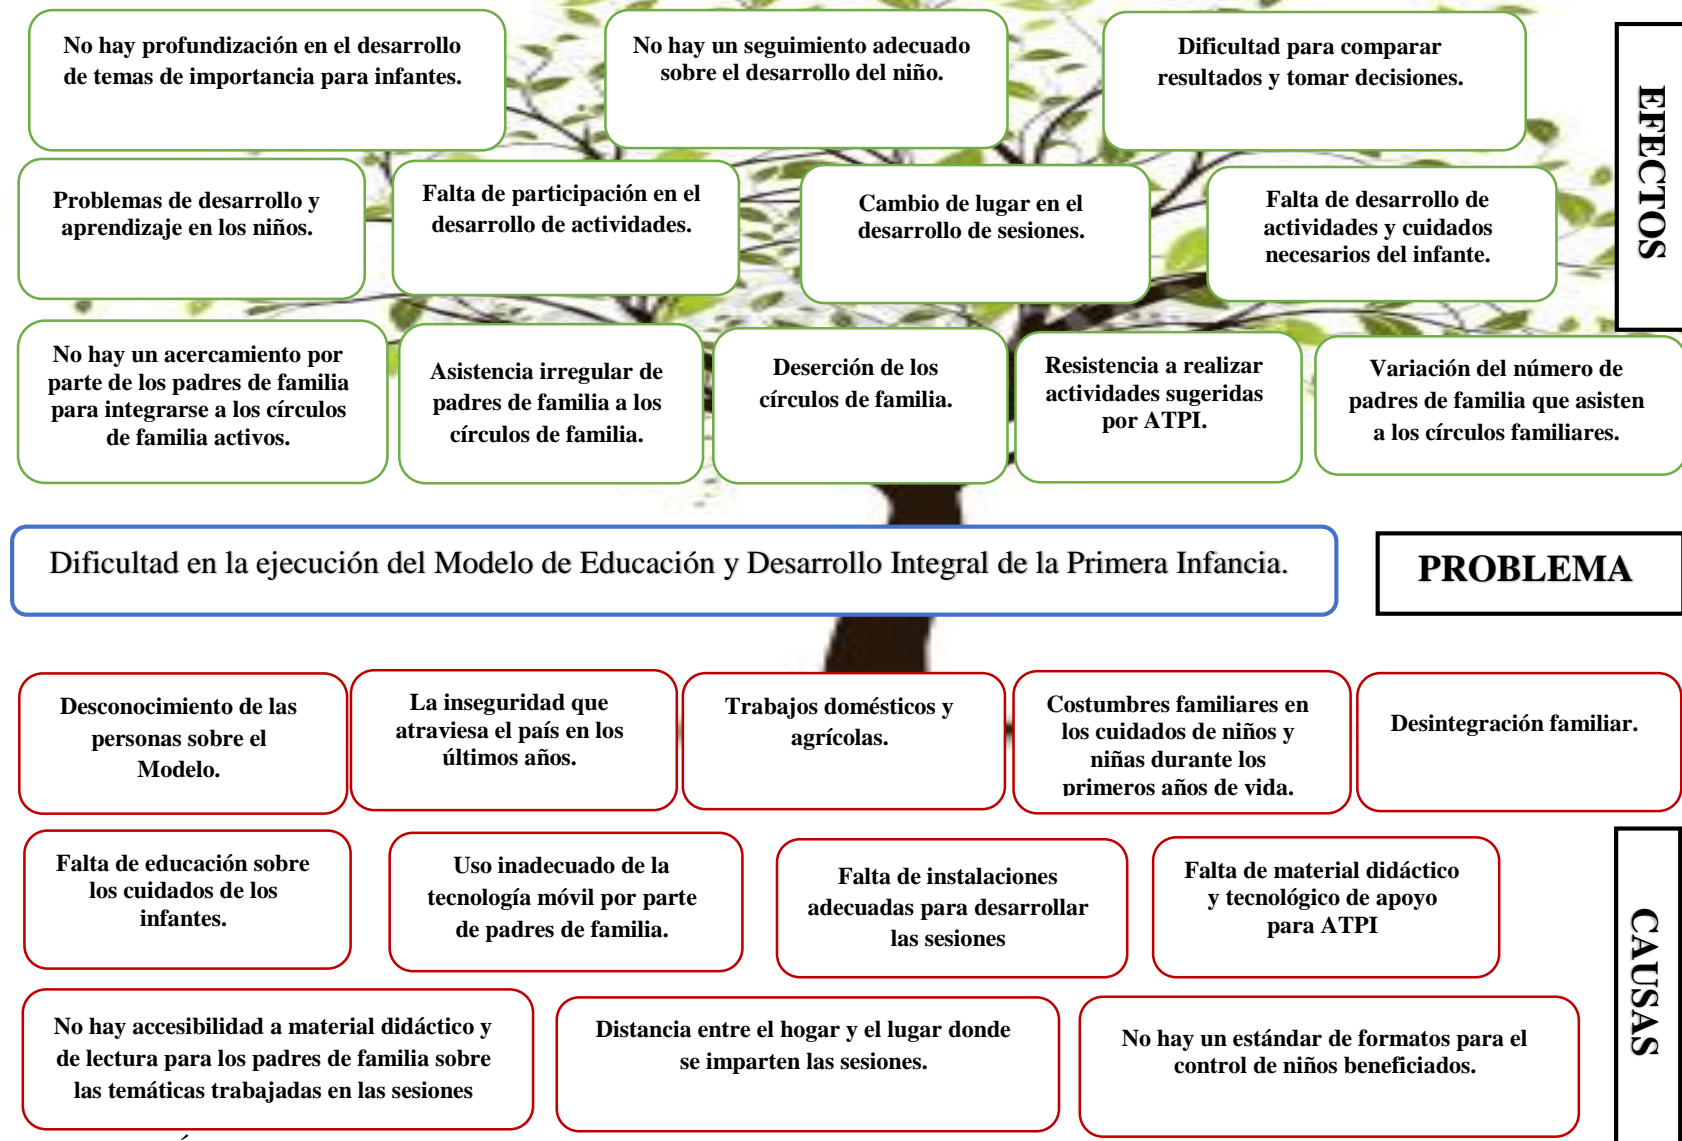 No hay profundización en el desarrollo
de temas de importancia para infantes.
No hay un seguimiento adecuado
sobre el desarrollo del niño.
Dificultad para comparar
resultados y tomar decisiones.
EFECTOS
Problemas de desarrollo y
aprendizaje en los niños.
Falta de participación en el
desarrollo de actividades.
Cambio de lugar en el
desarrollo de sesiones.
Falta de desarrollo de
actividades y cuidados
necesarios del infante.
No hay un acercamiento por
parte de los padres de familia
para integrarse a los círculos
de familia activos.
Asistencia irregular de
padres de familia a los
círculos de familia.
Deserción de los
círculos de familia.
Resistencia a realizar
actividades sugeridas
por ATPI.
Variación del número de
padres de familia que asisten
a los círculos familiares.
Dificultad en la ejecución del Modelo de Educación y Desarrollo Integral de la Primera Infancia.
PROBLEMA
Desconocimiento de las
personas sobre el
Modelo.
La inseguridad que
atraviesa el país en los
últimos años.
Trabajos domésticos y
agrícolas.
Costumbres familiares en
los cuidados de niños y
niñas durante los
primeros años de vida.
Desintegración familiar.
Falta de educación sobre
los cuidados de los
infantes.
Uso inadecuado de la
tecnología móvil por parte
de padres de familia.
Falta de instalaciones
adecuadas para desarrollar
las sesiones
Falta de material didáctico
y tecnológico de apoyo
para ATPI
CAUSAS
No hay accesibilidad a material didáctico y
de lectura para los padres de familia sobre
las temáticas trabajadas en las sesiones
Distancia entre el hogar y el lugar donde
se imparten las sesiones.
No hay un estándar de formatos para el
control de niños beneficiados.